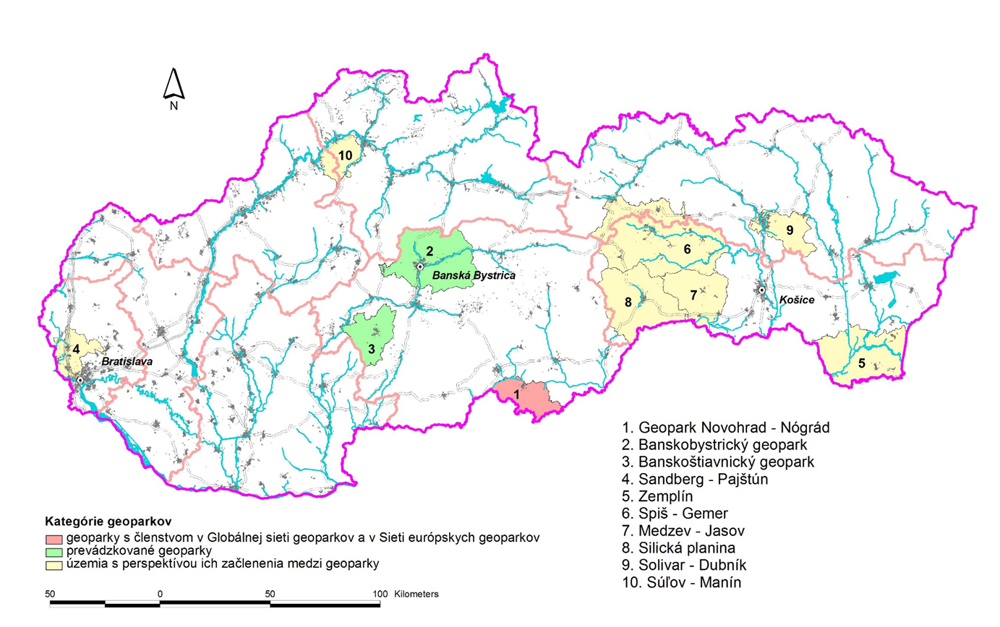 N
10
2
Banská Bystrica
9
6
8
7
Košice
3
4
Bratislava
5
1
1. Geopark Novohrad - Nógrád
2. Banskobystrický geopark
3. Banskoštiavnický geopark
4. Sandberg - Pajštún
5. Zemplín
6. Spiš - Gemer
7. Medzev - Jasov
8. Silická planina
9. Solivar - Dubník
10. Súľov - Manín
Kategórie geoparkov
geoparky s členstvom v Globálnej sieti geoparkov a v Sieti európskych geoparkov
prevádzkované geoparky
územia s perspektívou ich začlenenia medzi geoparky
50 0 50 100 Kilometers